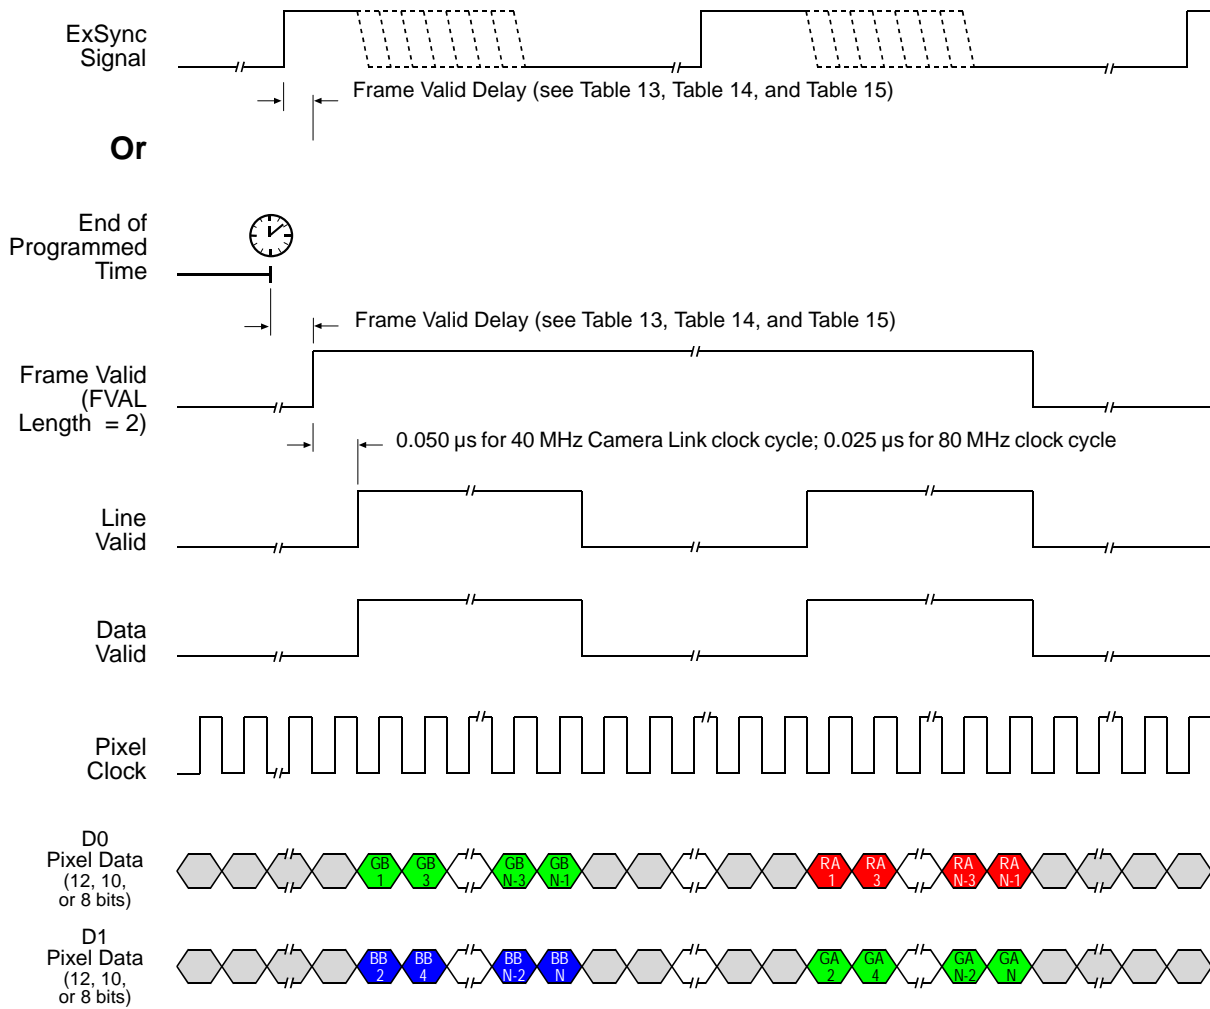 ExSync
Signal
Frame Valid Delay (see Table 13, Table 14, and Table 15)
Or
End of
Programmed
Time
Frame Valid Delay (see Table 13, Table 14, and Table 15)
Frame Valid
(FVAL
Length = 2)
0.050 µs for 40 MHz Camera Link clock cycle; 0.025 µs for 80 MHz clock cycle
Line
Valid
Data
Valid
Pixel
Clock
D0
Pixel Data
(12, 10,
or 8 bits)
GB
1
GB
3
GB
N-3
GB
N-1
RA
1
RA
3
RA
N-3
RA
N-1
D1
Pixel Data
(12, 10,
or 8 bits)
BB
2
BB
4
BB
N-2
BB
N
GA
2
GA
4
GA
N-2
GA
N